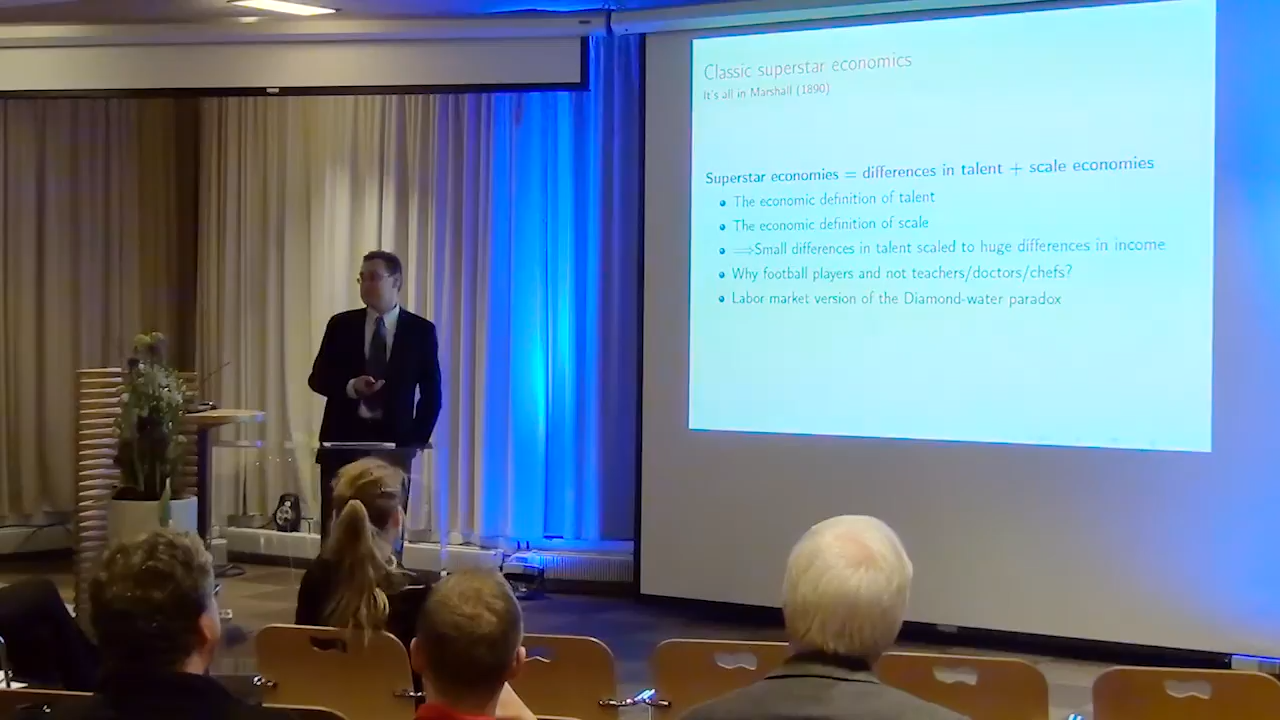 Classic superstar economics
It's all in Marshall (1890)
Superstar economies = differences in talent + scale economies
The economic definition of talent
The economic definition of scale
⟹Small differences in talent scaled to huge differences in income
Why football players and not teachers/doctors/chefs?
Labor market version of the Diamond-water paradox